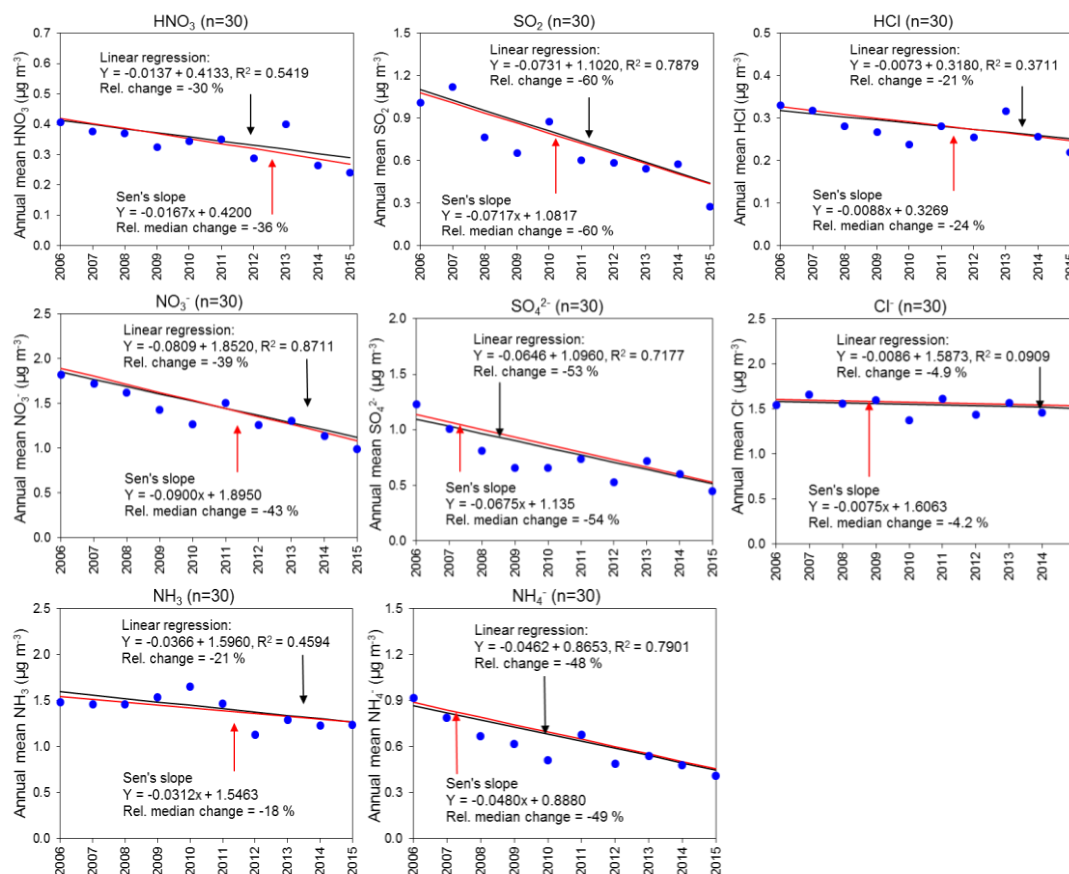 HNO₃ (n=30)
Annual mean HNO₃ (µg m⁻³)
0.7
0.6
0.5
0.4
0.3
0.2
0.1
0.0
Linear regression:
Y = -0.0137 + 0.4133, R² = 0.5419
Rel. change = -30 %
Sen's slope
Y = -0.0167x + 0.4200
Rel. median change = -36 %
2006 2007 2008 2009 2010 2011 2012 2013 2014 2015
SO₂ (n=30)
Annual mean SO₂ (µg m⁻³)
1.5
1.2
0.9
0.6
0.3
0.0
Linear regression:
Y = -0.0731 + 1.1020, R² = 0.7879
Rel. change = -60 %
Sen's slope
Y = -0.0717x + 1.0817
Rel. median change = -60 %
2006 2007 2008 2009 2010 2011 2012 2013 2014 2015
HCl (n=30)
Annual mean HCl (µg m⁻³)
0.5
0.4
0.3
0.2
0.1
0.0
Linear regression:
Y = -0.0073 + 0.3180, R² = 0.3711
Rel. change = -21 %
Sen's slope
Y = -0.0088x + 0.3269
Rel. median change = -24 %
2006 2007 2008 2009 2010 2011 2012 2013 2014 2015
NO₃⁻ (n=30)
Annual mean NO₃⁻ (µg m⁻³)
2.5
2.0
1.5
1.0
0.5
0.0
Linear regression:
Y = -0.0809 + 1.8520, R² = 0.8711
Rel. change = -39 %
Sen's slope
Y = -0.0900x + 1.8950
Rel. median change = -43 %
2006 2007 2008 2009 2010 2011 2012 2013 2014 2015
SO₄²⁻ (n=30)
Annual mean SO₄²⁻ (µg m⁻³)
2.0
1.5
1.0
0.5
0.0
Linear regression:
Y = -0.0646 + 1.0960, R² = 0.7177
Rel. change = -53 %
Sen's slope
Y = -0.0675x + 1.135
Rel. median change = -54 %
2006 2007 2008 2009 2010 2011 2012 2013 2014 2015
Cl⁻ (n=30)
Annual mean Cl⁻ (µg m⁻³)
2.5
2.0
1.5
1.0
0.5
0.0
Linear regression:
Y = -0.0086 + 1.5873, R² = 0.0909
Rel. change = -4.9 %
Sen's slope
Y = -0.0075x + 1.6063
Rel. median change = -4.2 %
2006 2007 2008 2009 2010 2011 2012 2013 2014
NH₃ (n=30)
Annual mean NH₃ (µg m⁻³)
2.5
2.0
1.5
1.0
0.5
0.0
Linear regression:
Y = -0.0366 + 1.5960, R² = 0.4594
Rel. change = -21 %
Sen's slope
Y = -0.0312x + 1.5463
Rel. median change = -18 %
2006 2007 2008 2009 2010 2011 2012 2013 2014 2015
NH₄⁻ (n=30)
Annual mean NH₄⁻ (µg m⁻³)
1.5
1.2
0.9
0.6
0.3
0.0
Linear regression:
Y = -0.0462 + 0.8653, R² = 0.7901
Rel. change = -48 %
Sen's slope
Y = -0.0480x + 0.8880
Rel. median change = -49 %
2006 2007 2008 2009 2010 2011 2012 2013 2014 2013